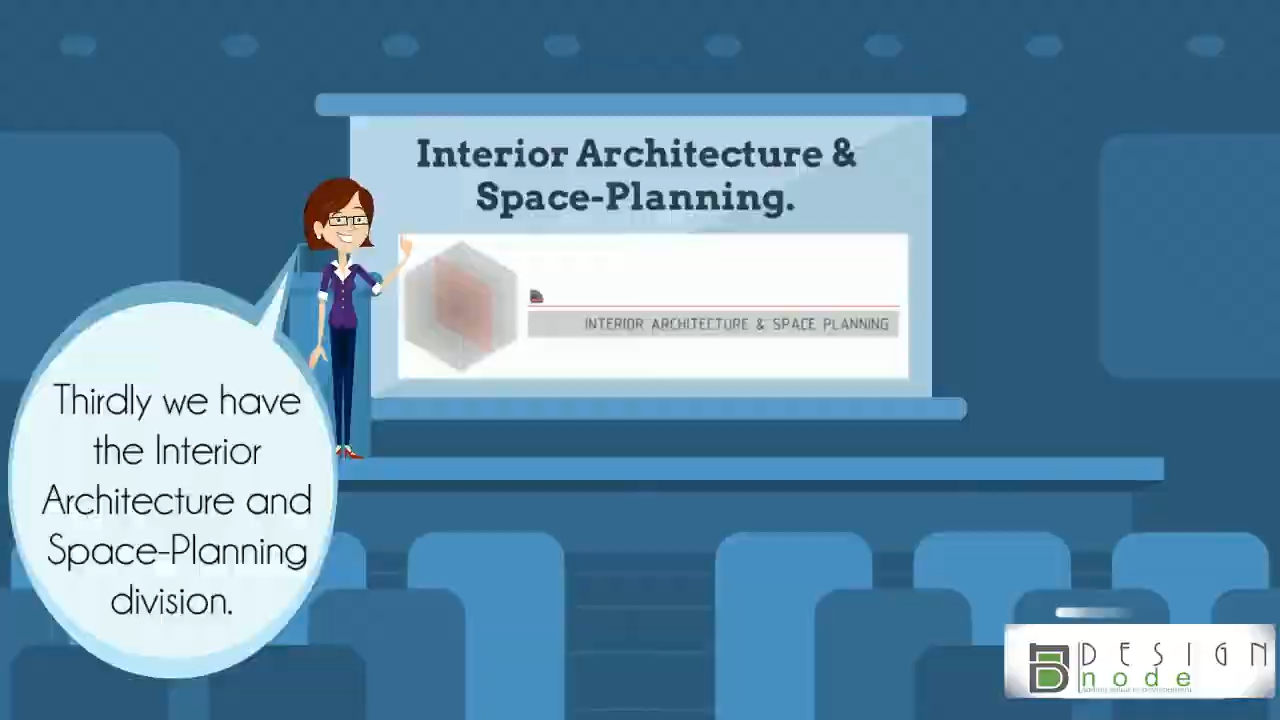 Interior Architecture &
Space-Planning.
INTERIOR ARCHITECTURE & SPACE PLANNING
Thirdly we have
the Interior
Architecture and
Space-Planning
division.
DESIGN
node